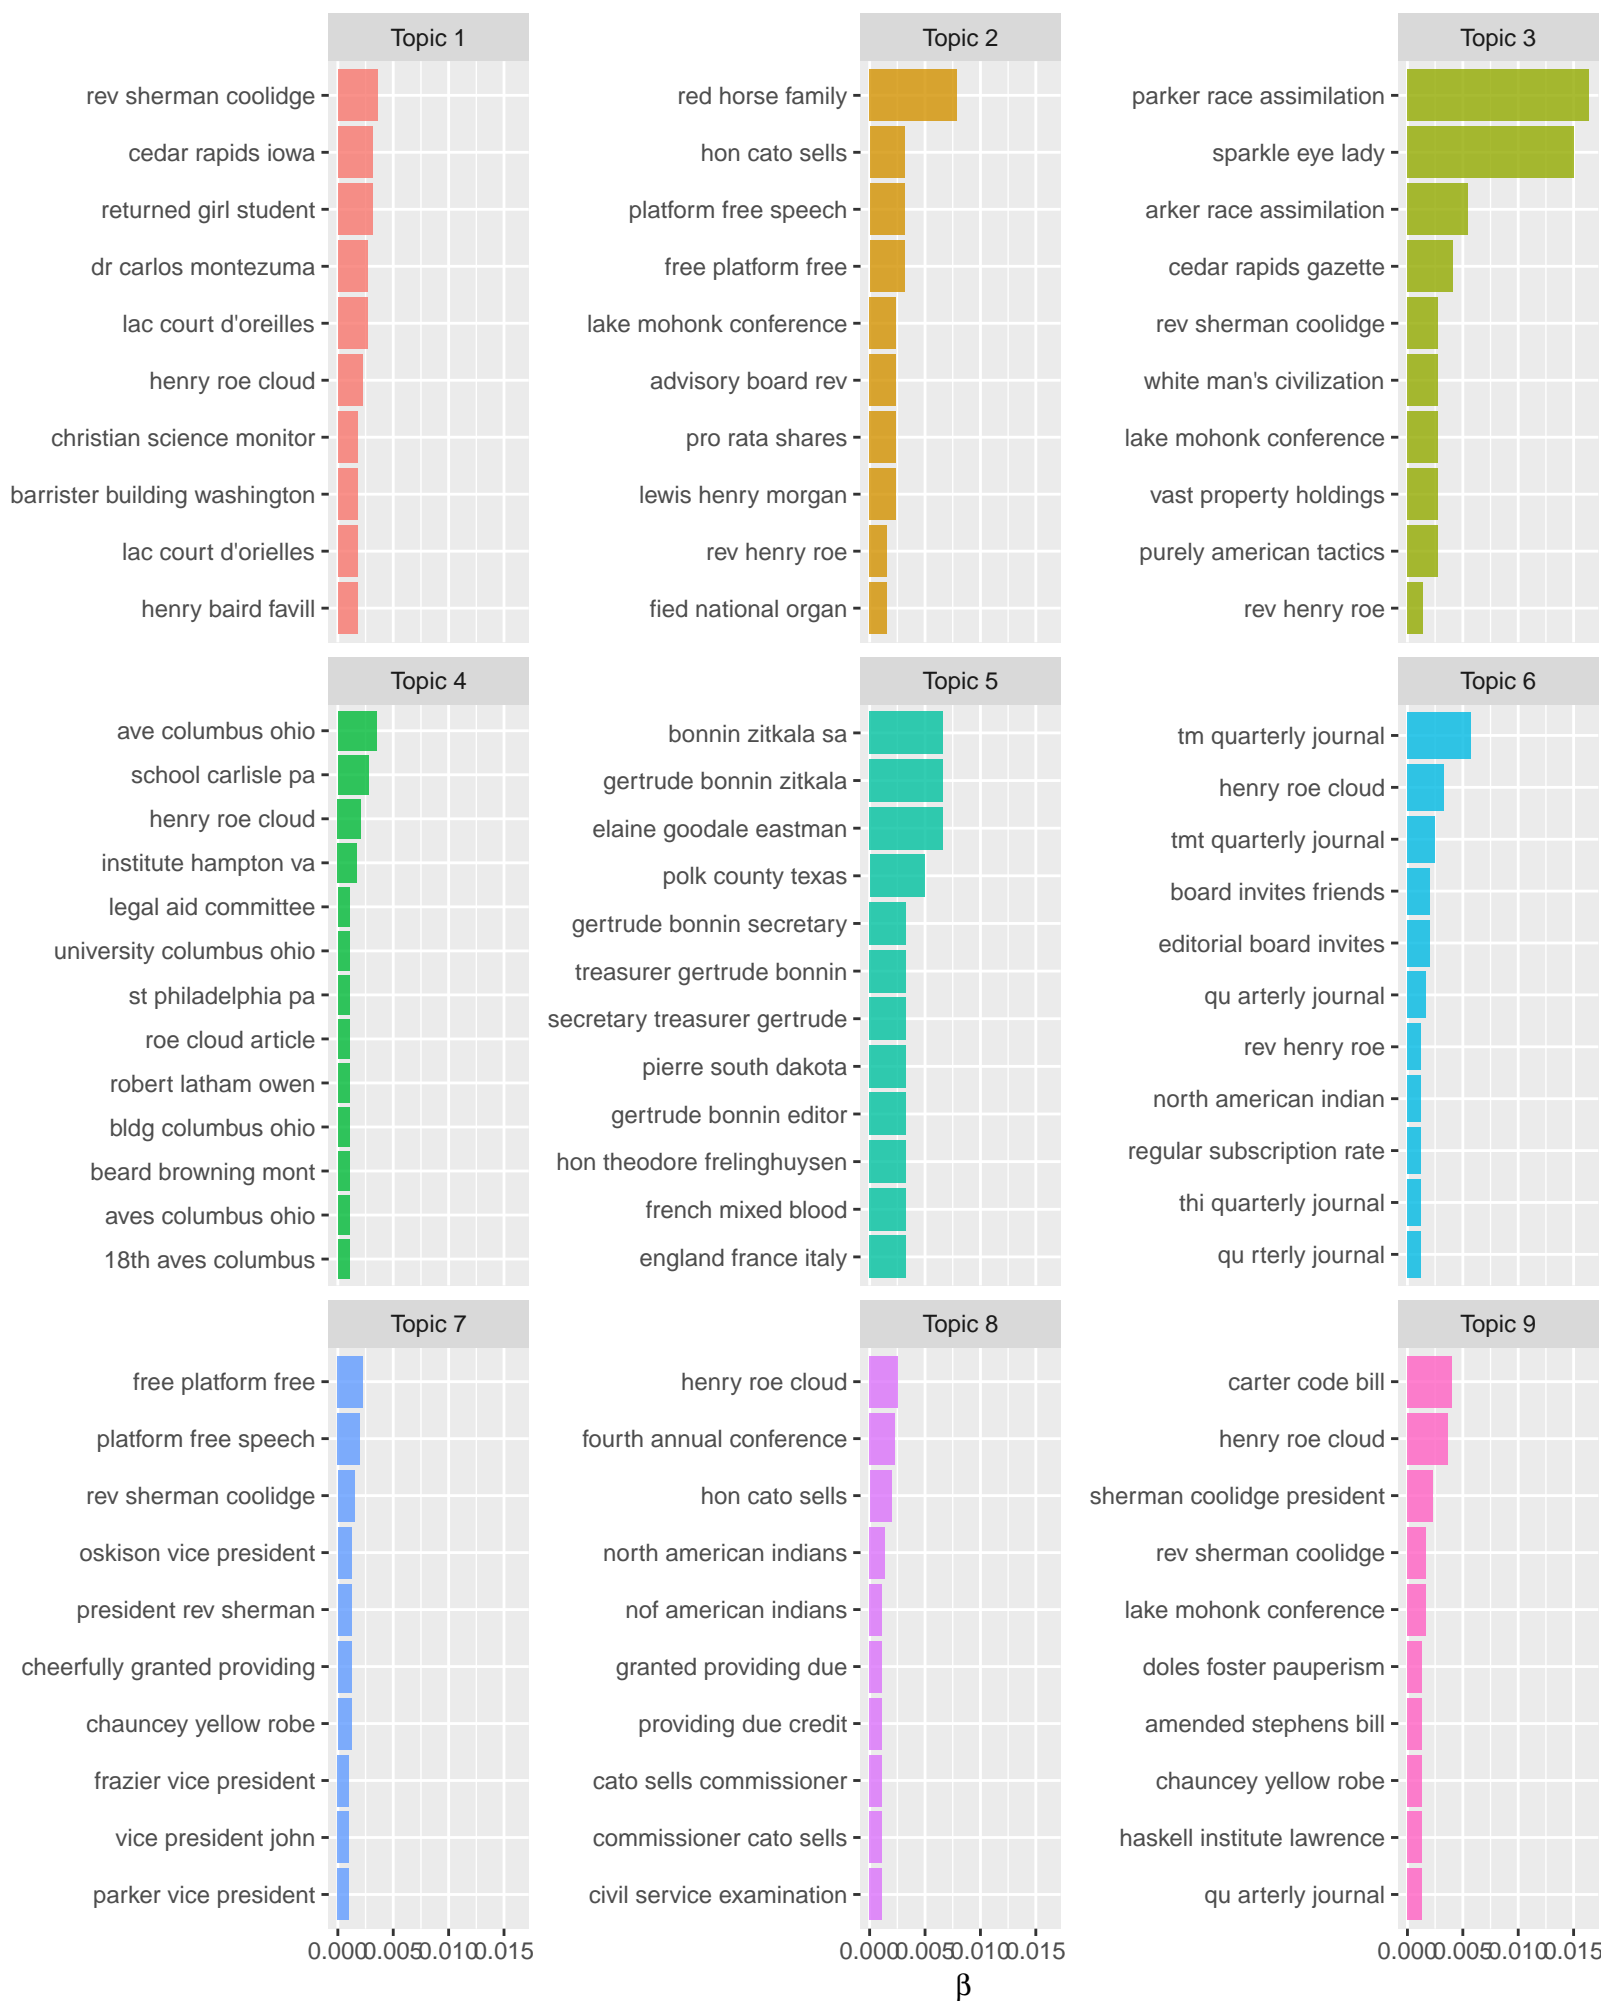 Topic 1
rev sherman coolidge
cedar rapids iowa
returned girl student
dr carlos montezuma
lac court d'oreilles
henry roe cloud
christian science monitor
barrister building washington
lac court d'orielles
henry baird favill
Topic 2
red horse family
hon cato sells
platform free speech
free platform free
lake mohonk conference
advisory board rev
pro rata shares
lewis henry morgan
rev henry roe
fied national organ
Topic 3
parker race assimilation
sparkle eye lady
arker race assimilation
cedar rapids gazette
rev sherman coolidge
white man's civilization
lake mohonk conference
vast property holdings
purely american tactics
rev henry roe
Topic 4
ave columbus ohio
school carlisle pa
henry roe cloud
institute hampton va
legal aid committee
university columbus ohio
st philadelphia pa
roe cloud article
robert latham owen
bldg columbus ohio
beard browning mont
aves columbus ohio
18th aves columbus
Topic 5
bonnin zitkala sa
gertrude bonnin zitkala
elaine goodale eastman
polk county texas
gertrude bonnin secretary
treasurer gertrude bonnin
secretary treasurer gertrude
pierre south dakota
gertrude bonnin editor
hon theodore frelinghuysen
french mixed blood
england france italy
Topic 6
tm quarterly journal
henry roe cloud
tmt quarterly journal
board invites friends
editorial board invites
qu arterly journal
rev henry roe
north american indian
regular subscription rate
thi quarterly journal
qu rterly journal
Topic 7
free platform free
platform free speech
rev sherman coolidge
oskison vice president
president rev sherman
cheerfully granted providing
chauncey yellow robe
frazier vice president
vice president john
parker vice president
0.000 0.005 0.010 0.015
Topic 8
henry roe cloud
fourth annual conference
hon cato sells
north american indians
nof american indians
granted providing due
providing due credit
cato sells commissioner
commissioner cato sells
civil service examination
0.000 0.005 0.010 0.015
Topic 9
carter code bill
henry roe cloud
sherman coolidge president
rev sherman coolidge
lake mohonk conference
doles foster pauperism
amended stephens bill
chauncey yellow robe
haskell institute lawrence
qu arterly journal
0.000 0.005 0.010 0.015
β